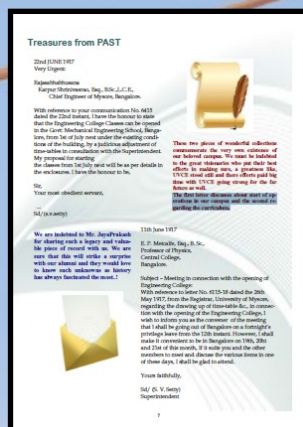 Treasures from PAST
22nd JUNE 1917
Very Urgent:
Rajasabhabhusana
Karpur Shrinivasrao, Esq., BSc.,L.C.E.,
Chief Engineer of Mysore, Bangalore.
With reference to your communication No. 6415
dated the 22nd instant, I have the honour to state
that the Engineering College Classes can be opened
in the Govt: Mechanical Engineering School, Banga-
lore, from 1st of July next under the existing condi-
tions of the building, by a judicious adjustment of
time-tables in consultation with the Superintendent.
My proposal for starting
the classes from 1st July next will be as per details in
the enclosures. I have the honour to be,
Sir,
Your most obedient servant,
...
Sd/(s.v.setty)
These two pieces of wonderful collections
commemorate the very own existence of
our beloved campus. We must be indebted
to the great visionaries who put their best
efforts in making sure, a greatness like,
UVCE stood still and there efforts paid big
time with UVCE going strong for the far
future as well.
The first letter discusses about start of op-
erations in our campus and the second re-
garding the curriculum.
We are indebted to Mr. JayaPrakash
for sharing such a legacy and valua-
ble piece of record with us. We are
sure that this will strike a surprise
with our alumni and they would love
to know such unknowns as history
has always fascinated the most..!
11th June 1917
E. P. Metcalfe, Esq., B. Sc.,
Professor of Physics,
Central College,
Bangalore.
Subject – Meeting in connection with the opening of
Engineering College:
With reference to letter No. E115-18 dated the 28th
May 1917, from the Registrar, University of Mysore,
regarding the drawing up of time-table &c., in connec-
tion with the opening of the Engineering College, I
wish to inform you as the convener of the meeting
that I shall be going out of Bangalore on a fortnight's
privilege leave from the 12th instant. However, I shall
make it convenient to be in Bangalore on 19th, 20th
and 21st of this month, if it suits you and the other
members to meet and discuss the various items in one
of these days, I shall be glad to attend.
Yours faithfully,
Sd/ (S. V. Setty)
Superintendent
7